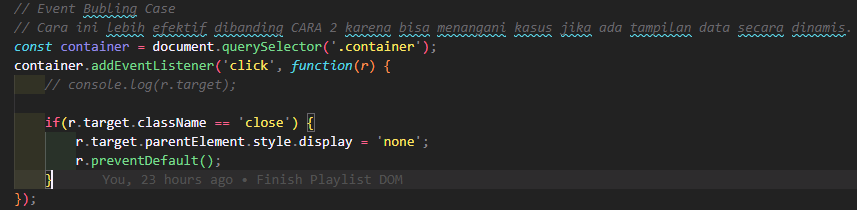 // Event Bubling Case
// Cara ini lebih efektif dibanding CARA 2 karena bisa menangani kasus jika ada tampilan data secara dinamis.
const container = document.querySelector('.container');
container.addEventListener('click', function(r) {
// console.log(r.target);
if(r.target.className == 'close') {
r.target.parentElement.style.display = 'none';
r.preventDefault();
} You, 23 hours ago • Finish Playlist DOM
});